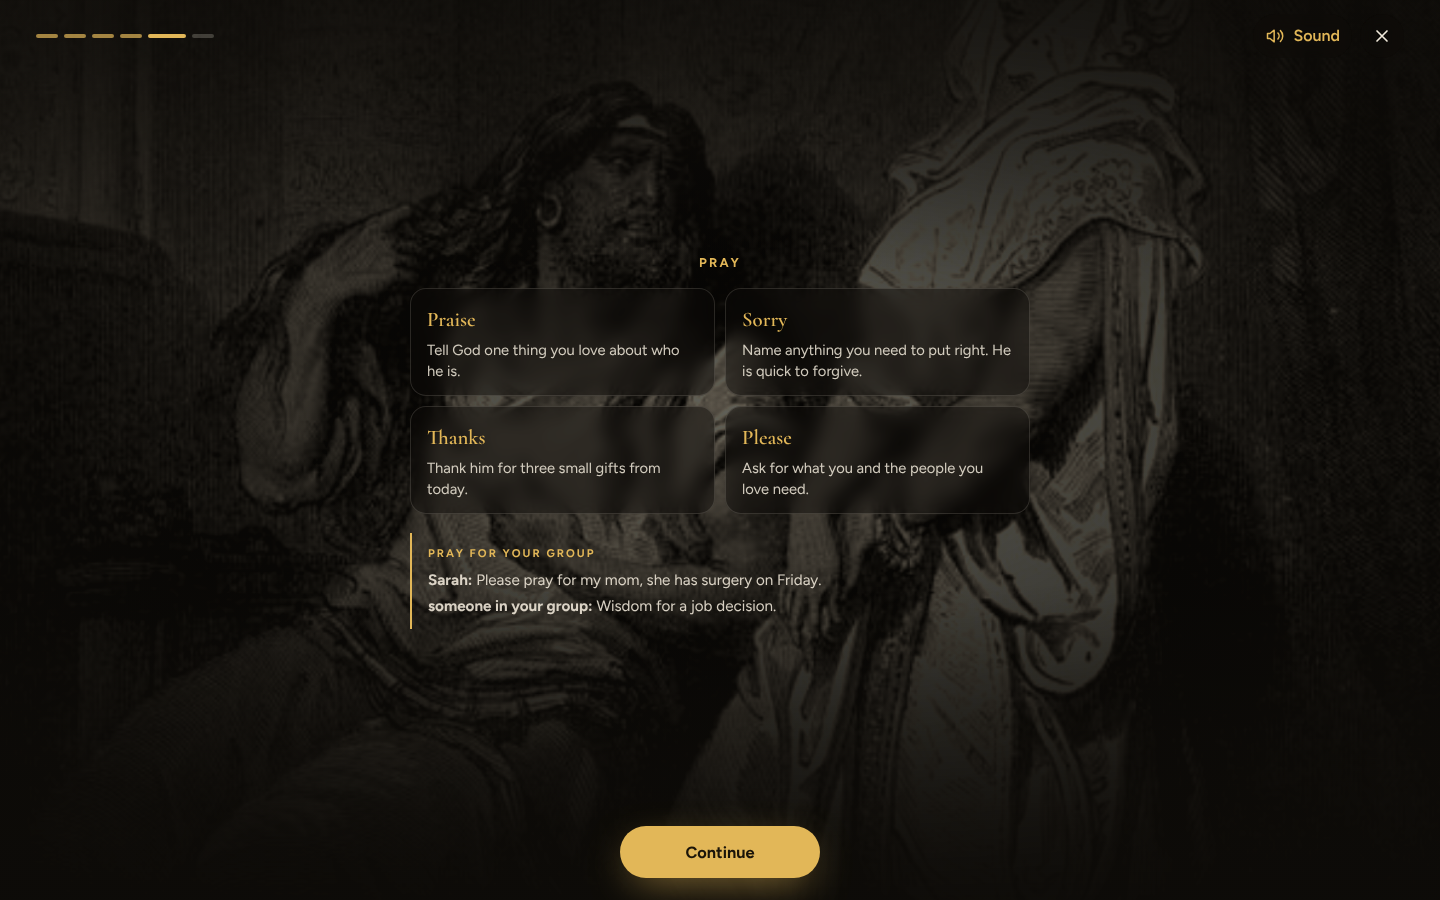 Sound
PRAY
Praise
Tell God one thing you love about who
he is.
Sorry
Name anything you need to put right. He
is quick to forgive.
Thanks
Thank him for three small gifts from
today.
Please
Ask for what you and the people you
love need.
PRAY FOR YOUR GROUP
Sarah: Please pray for my mom, she has surgery on Friday.
someone in your group: Wisdom for a job decision.
Continue